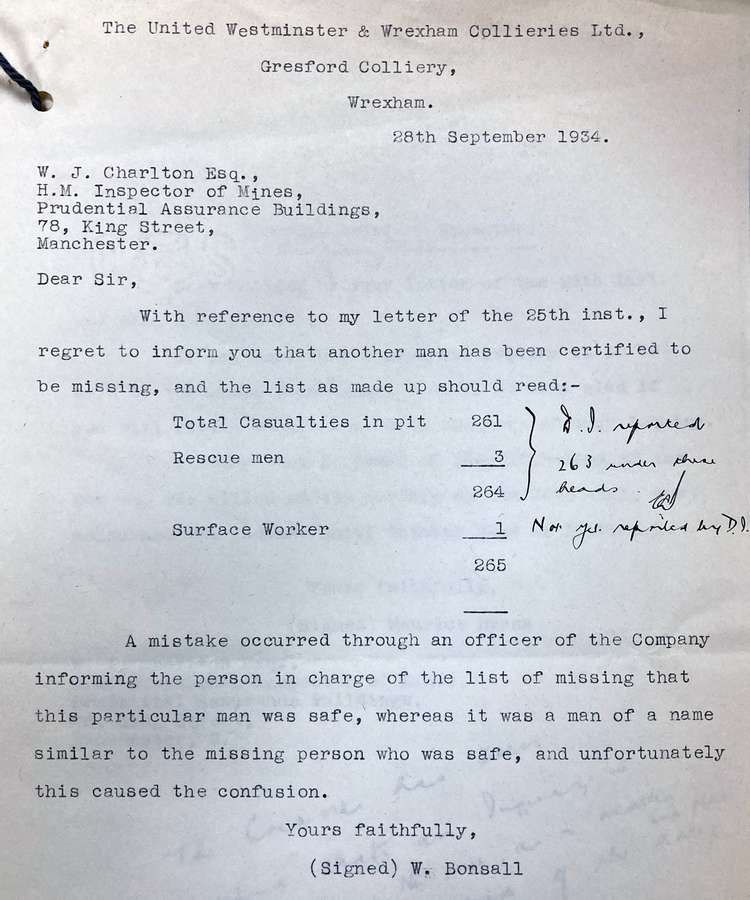 The United Westminster & Wrexham Collieries Ltd.,
Gresford Colliery,
Wrexham.
28th September 1934.
W. J. Charlton Esq.,
H.M. Inspector of Mines,
Prudential Assurance Buildings,
78, King Street,
Manchester.
Dear Sir,
With reference to my letter of the 25th inst., I
regret to inform you that another man has been certified to
be missing, and the list as made up should read:-
Total Casualties in pit 261
Rescue men 3
264
D.I. reported
263 under these
heads.
Surface Worker 1
Not yet reported by D.I.
265
A mistake occurred through an officer of the Company
informing the person in charge of the list of missing that
this particular man was safe, whereas it was a man of a name
similar to the missing person who was safe, and unfortunately
this caused the confusion.
Yours faithfully,
(Signed) W. Bonsall